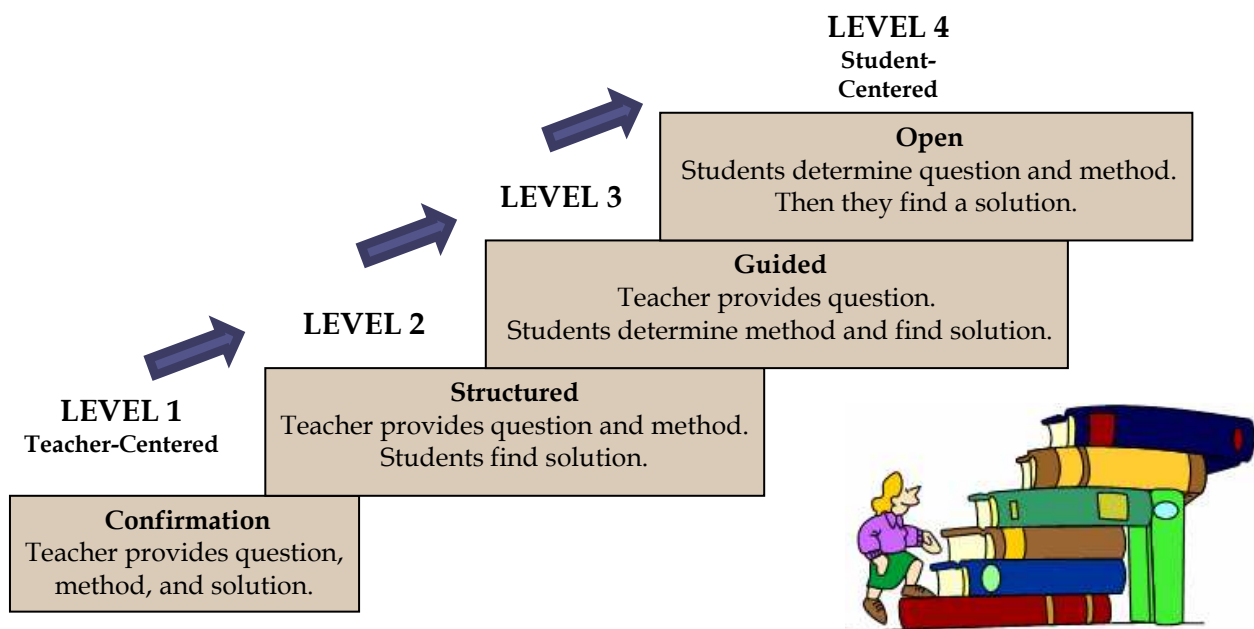 LEVEL 4
Student-
Centered
Open
Students determine question and method.
Then they find a solution.
LEVEL 3
Guided
Teacher provides question.
Students determine method and find solution.
LEVEL 2
Structured
Teacher provides question and method.
Students find solution.
LEVEL 1
Teacher-Centered
Confirmation
Teacher provides question,
method, and solution.